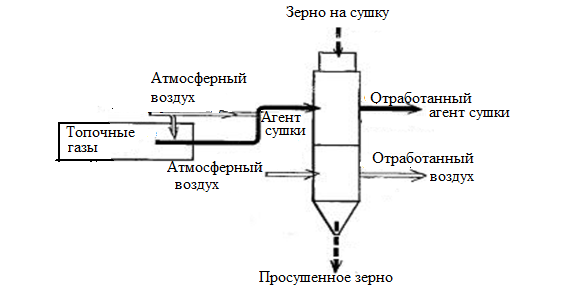 Зерно на сушку
Атмосферный
воздух
Отработанный
агент сушки
Агент
сушки
Топочные
газы
Атмосферный
воздух
Отработанный
воздух
Просушенное зерно